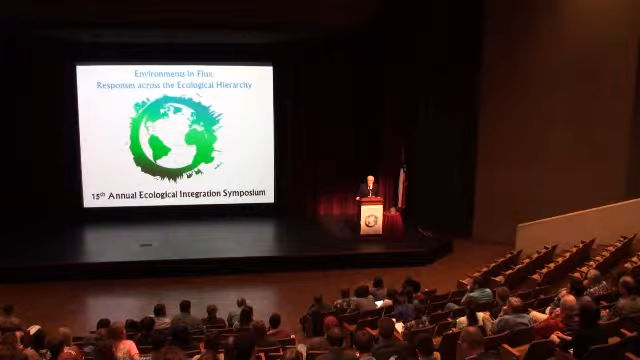 Environments in Flux:
Responses across the Ecological Hierarchy
15th Annual Ecological Integration Symposium